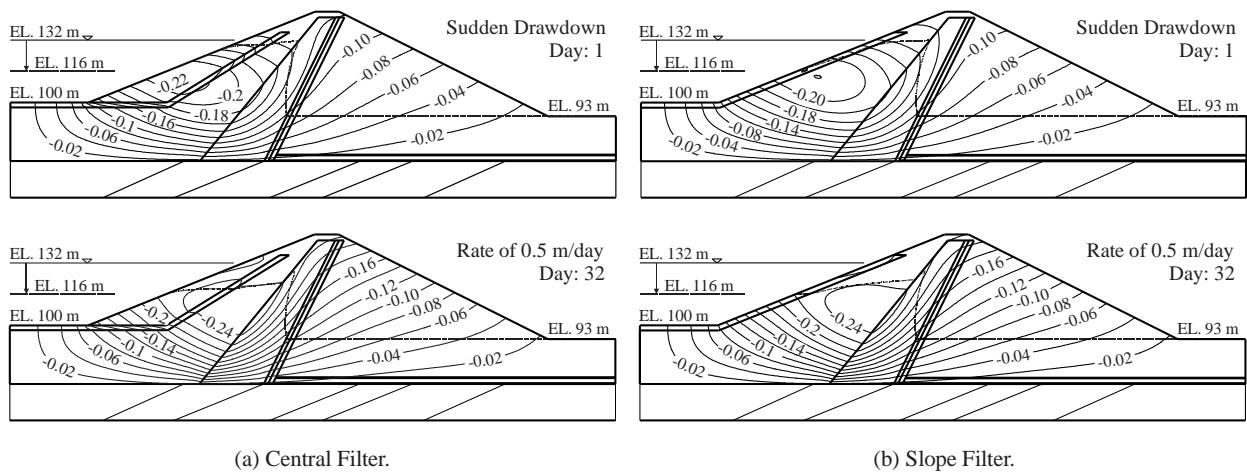 EL. 132 m
EL. 116 m
EL. 100 m
Sudden Drawdown
Day: 1
EL. 93 m
-0.22
-0.2
-0.18
-0.16
-0.1
-0.06
-0.02
-0.10
-0.08
-0.06
-0.04
-0.02
EL. 132 m
EL. 116 m
EL. 100 m
Sudden Drawdown
Day: 1
EL. 93 m
-0.20
-0.18
-0.14
-0.08
-0.04
-0.02
-0.10
-0.08
-0.06
-0.04
-0.02
EL. 132 m
EL. 116 m
EL. 100 m
Rate of 0.5 m/day
Day: 32
EL. 93 m
-0.2
-0.24
-0.14
-0.1
-0.06
-0.02
-0.16
-0.12
-0.10
-0.08
-0.06
-0.04
-0.02
EL. 132 m
EL. 116 m
EL. 100 m
Rate of 0.5 m/day
Day: 32
EL. 93 m
-0.2
-0.24
-0.14
-0.1
-0.06
-0.02
-0.16
-0.12
-0.10
-0.08
-0.06
-0.04
-0.02
(a) Central Filter.
(b) Slope Filter.